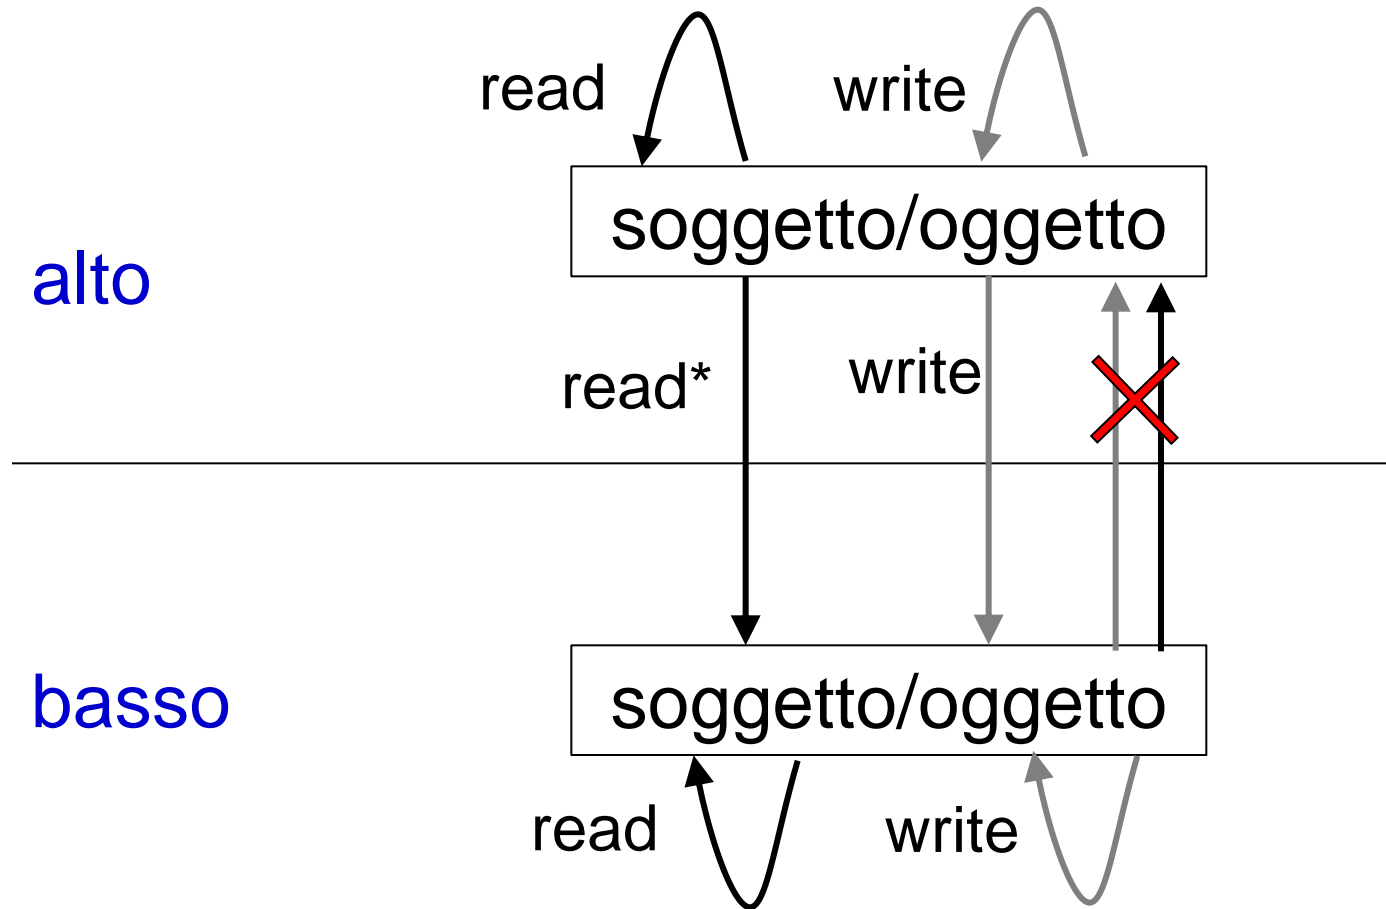 read
write
soggetto/oggetto
alto
read*
write
basso
soggetto/oggetto
read
write